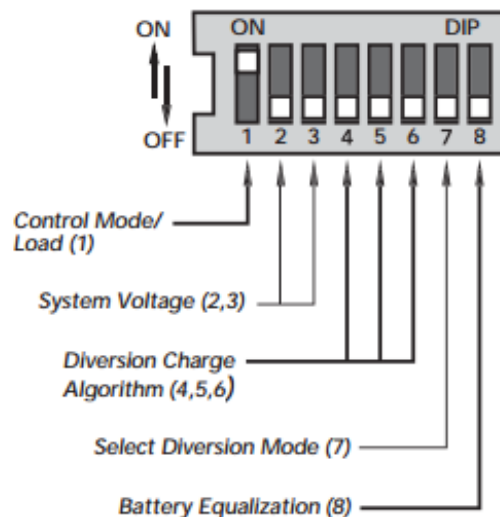 ON ON DIP
OFF 1 2 3 4 5 6 7 8
Control Mode/
Load (1)
System Voltage (2,3)
Diversion Charge
Algorithm (4,5,6)
Select Diversion Mode (7)
Battery Equalization (8)